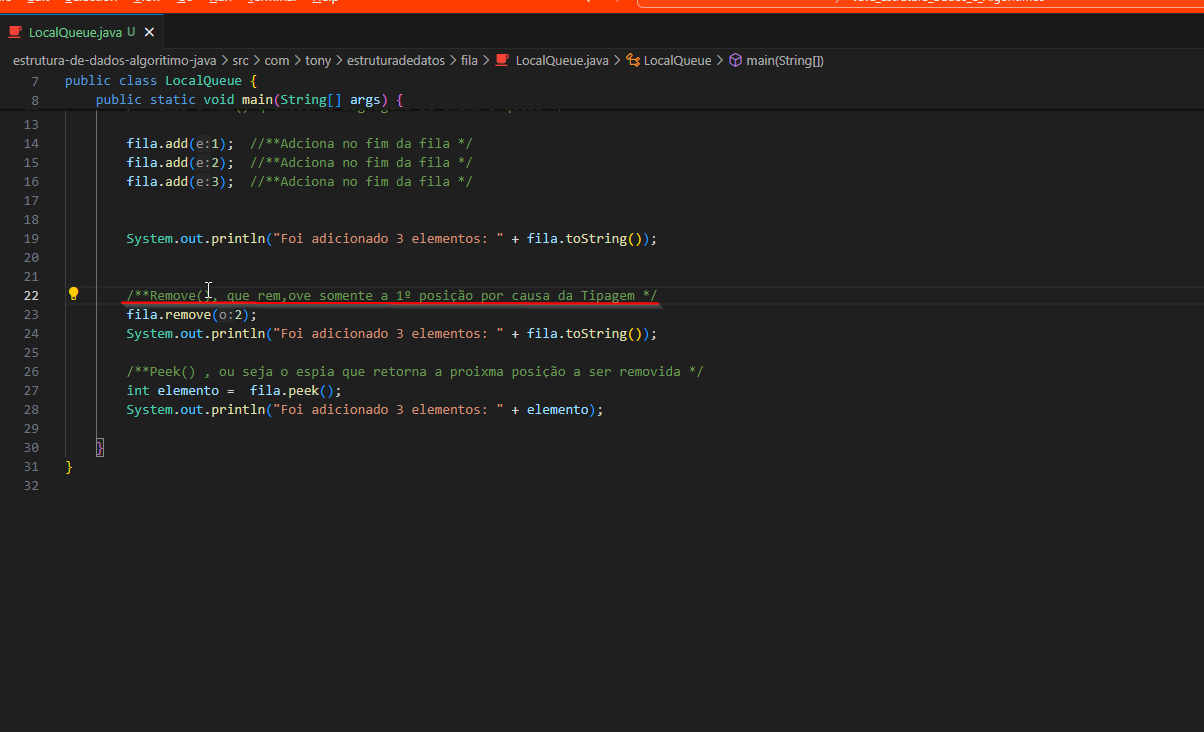 LocalQueue.java U
estrutura-de-dados-algoritimo-java > src > com > tony > estruturadedatos > fila > LocalQueue.java > LocalQueue > main(String[])
7 public class LocalQueue {
8 public static void main(String[] args) {
13
14 fila.add(e:1); //**Adciona no fim da fila */
15 fila.add(e:2); //**Adciona no fim da fila */
16 fila.add(e:3); //**Adciona no fim da fila */
17
18
19 System.out.println("Foi adicionado 3 elementos: " + fila.toString());
20
21
22 /**Remove(), que rem,ove somente a 1º posição por causa da Tipagem */
23 fila.remove(o:2);
24 System.out.println("Foi adicionado 3 elementos: " + fila.toString());
25
26 /**Peek() , ou seja o espia que retorna a proixma posição a ser removida */
27 int elemento = fila.peek();
28 System.out.println("Foi adicionado 3 elementos: " + elemento);
29
30 }
31 }
32